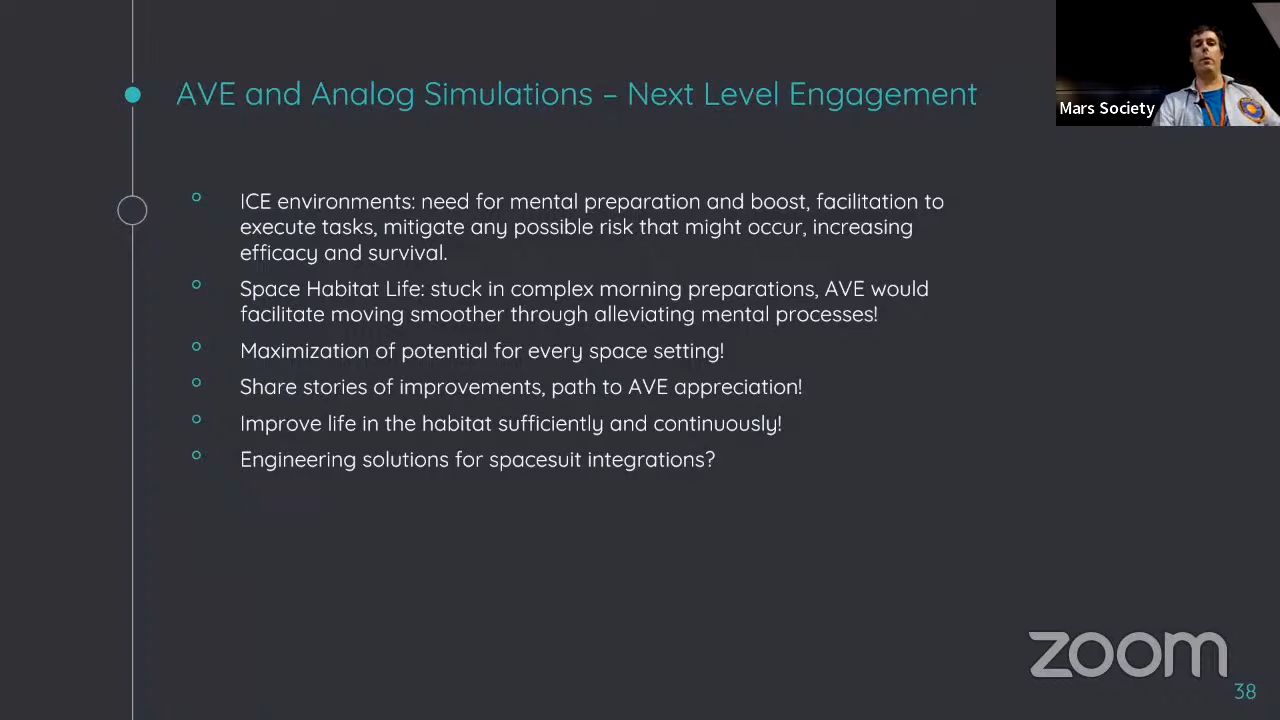 AVE and Analog Simulations – Next Level Engagement
Mars Society
ICE environments: need for mental preparation and boost, facilitation to
execute tasks, mitigate any possible risk that might occur, increasing
efficacy and survival.
Space Habitat Life: stuck in complex morning preparations, AVE would
facilitate moving smoother through alleviating mental processes!
Maximization of potential for every space setting!
Share stories of improvements, path to AVE appreciation!
Improve life in the habitat sufficiently and continuously!
Engineering solutions for spacesuit integrations?
zoom
38